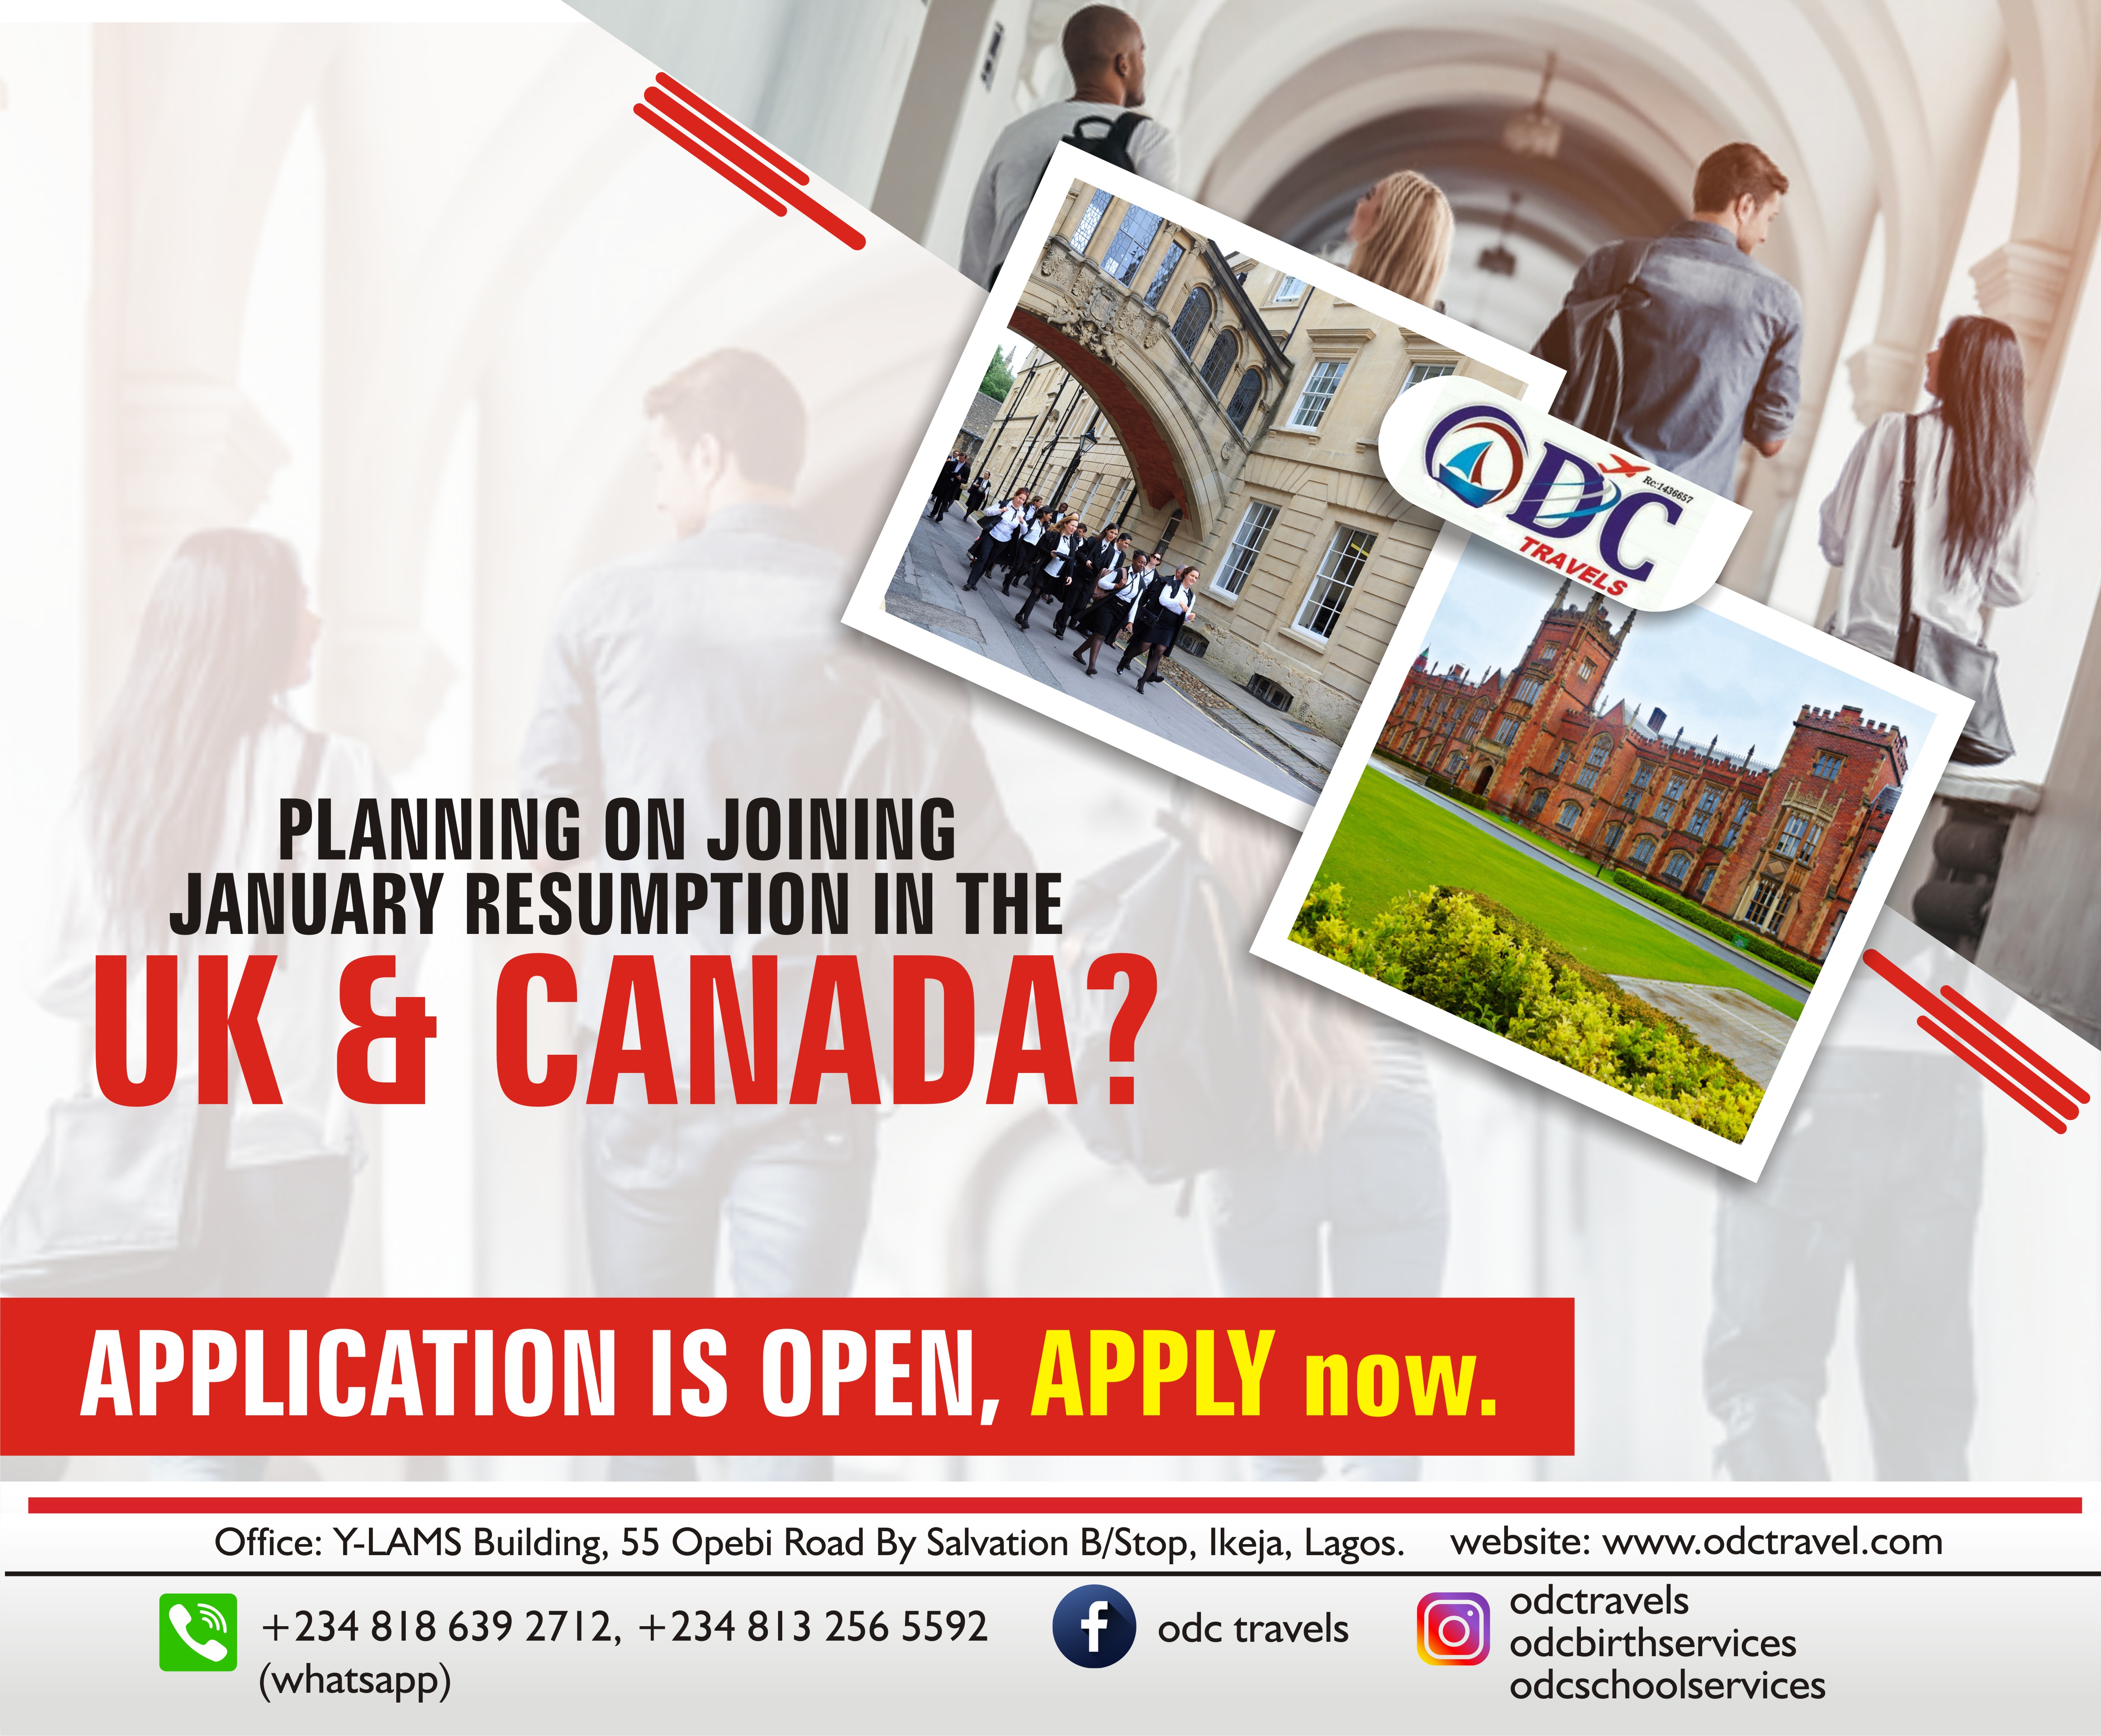 ODC
Rc:1436657
TRAVELS
PLANNING ON JOINING
JANUARY RESUMPTION IN THE
UK & CANADA?
APPLICATION IS OPEN, APPLY now.
Office: Y-LAMS Building, 55 Opebi Road By Salvation B/Stop, Ikeja, Lagos. website: www.odctravel.com
+234 818 639 2712, +234 813 256 5592
(whatsapp)
odc travels
odctravels
odcbirthservices
odcschoolservices